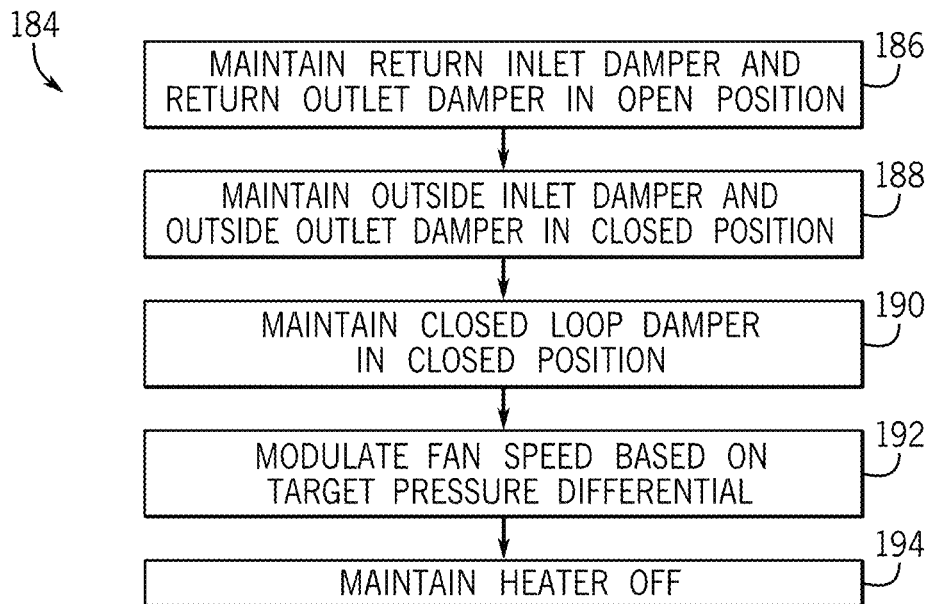 184
MAINTAIN RETURN INLET DAMPER AND
RETURN OUTLET DAMPER IN OPEN POSITION
186
MAINTAIN OUTSIDE INLET DAMPER AND
OUTSIDE OUTLET DAMPER IN CLOSED POSITION
188
MAINTAIN CLOSED LOOP DAMPER
IN CLOSED POSITION
190
MODULATE FAN SPEED BASED ON
TARGET PRESSURE DIFFERENTIAL
192
MAINTAIN HEATER OFF
194